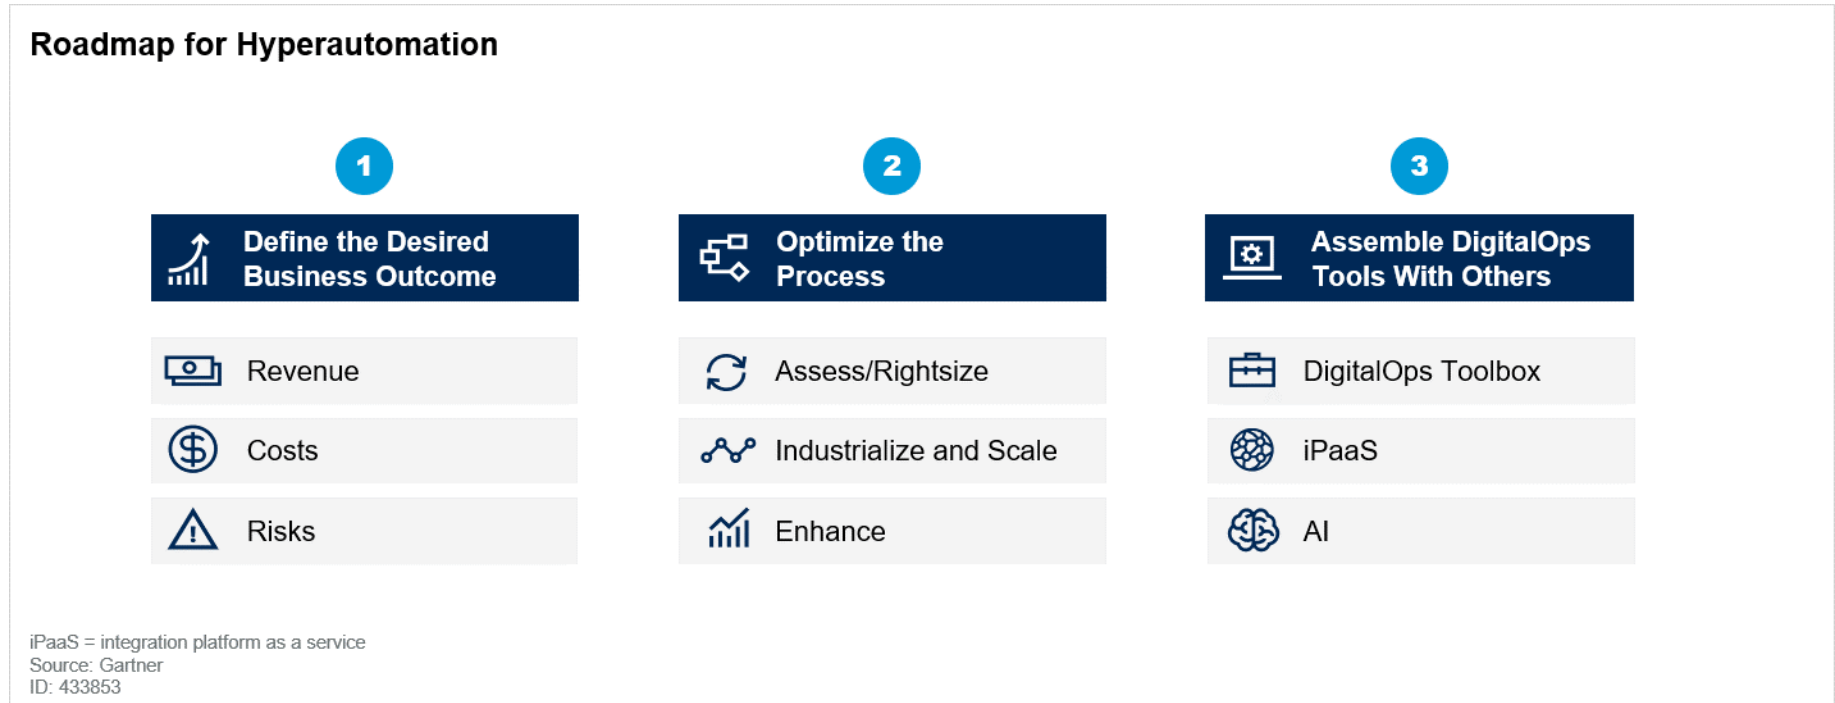 Roadmap for Hyperautomation
1
Define the Desired
Business Outcome
Revenue
Costs
Risks
2
Optimize the
Process
Assess/Rightsize
Industrialize and Scale
Enhance
3
Assemble DigitalOps
Tools With Others
DigitalOps Toolbox
iPaaS
AI
iPaaS = integration platform as a service
Source: Gartner
ID: 433853